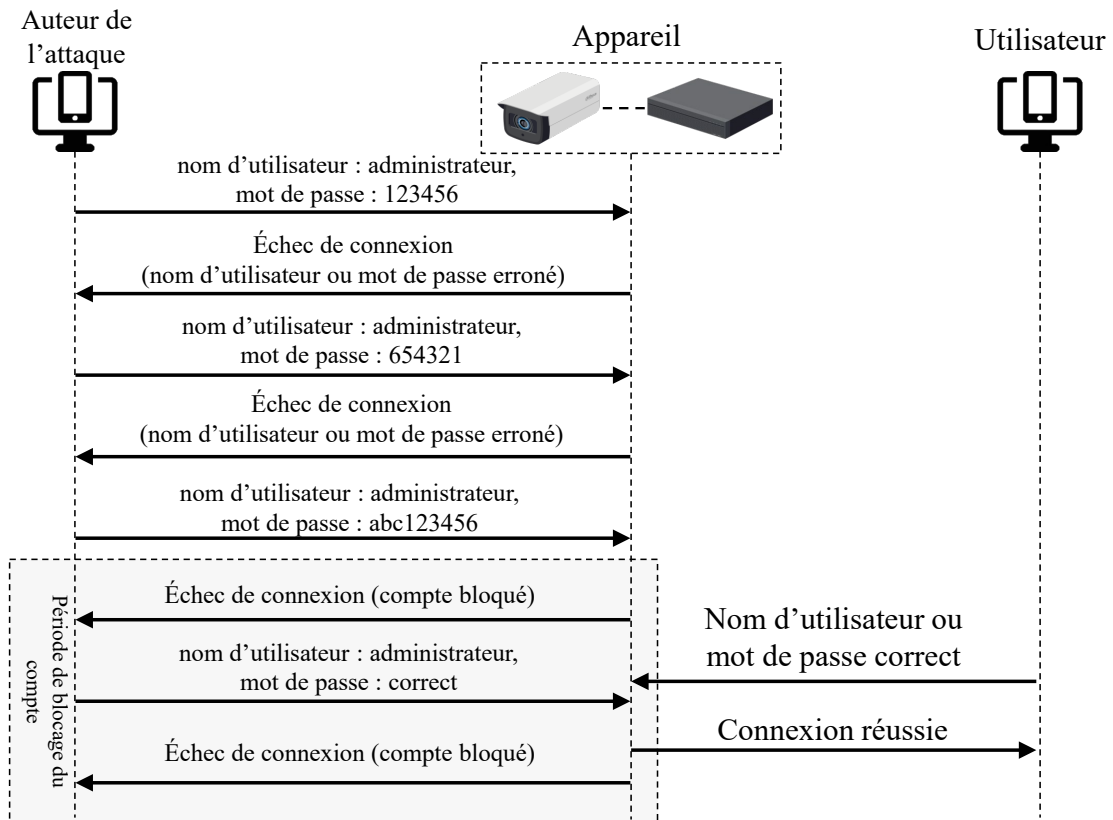 Auteur de
l’attaque
Appareil
Utilisateur
nom d’utilisateur : administrateur,
mot de passe : 123456
Échec de connexion
(nom d’utilisateur ou mot de passe erroné)
nom d’utilisateur : administrateur,
mot de passe : 654321
Échec de connexion
(nom d’utilisateur ou mot de passe erroné)
nom d’utilisateur : administrateur,
mot de passe : abc123456
Période de blocage du
compte
Échec de connexion (compte bloqué)
nom d’utilisateur : administrateur,
mot de passe : correct
Échec de connexion (compte bloqué)
Nom d’utilisateur ou
mot de passe correct
Connexion réussie